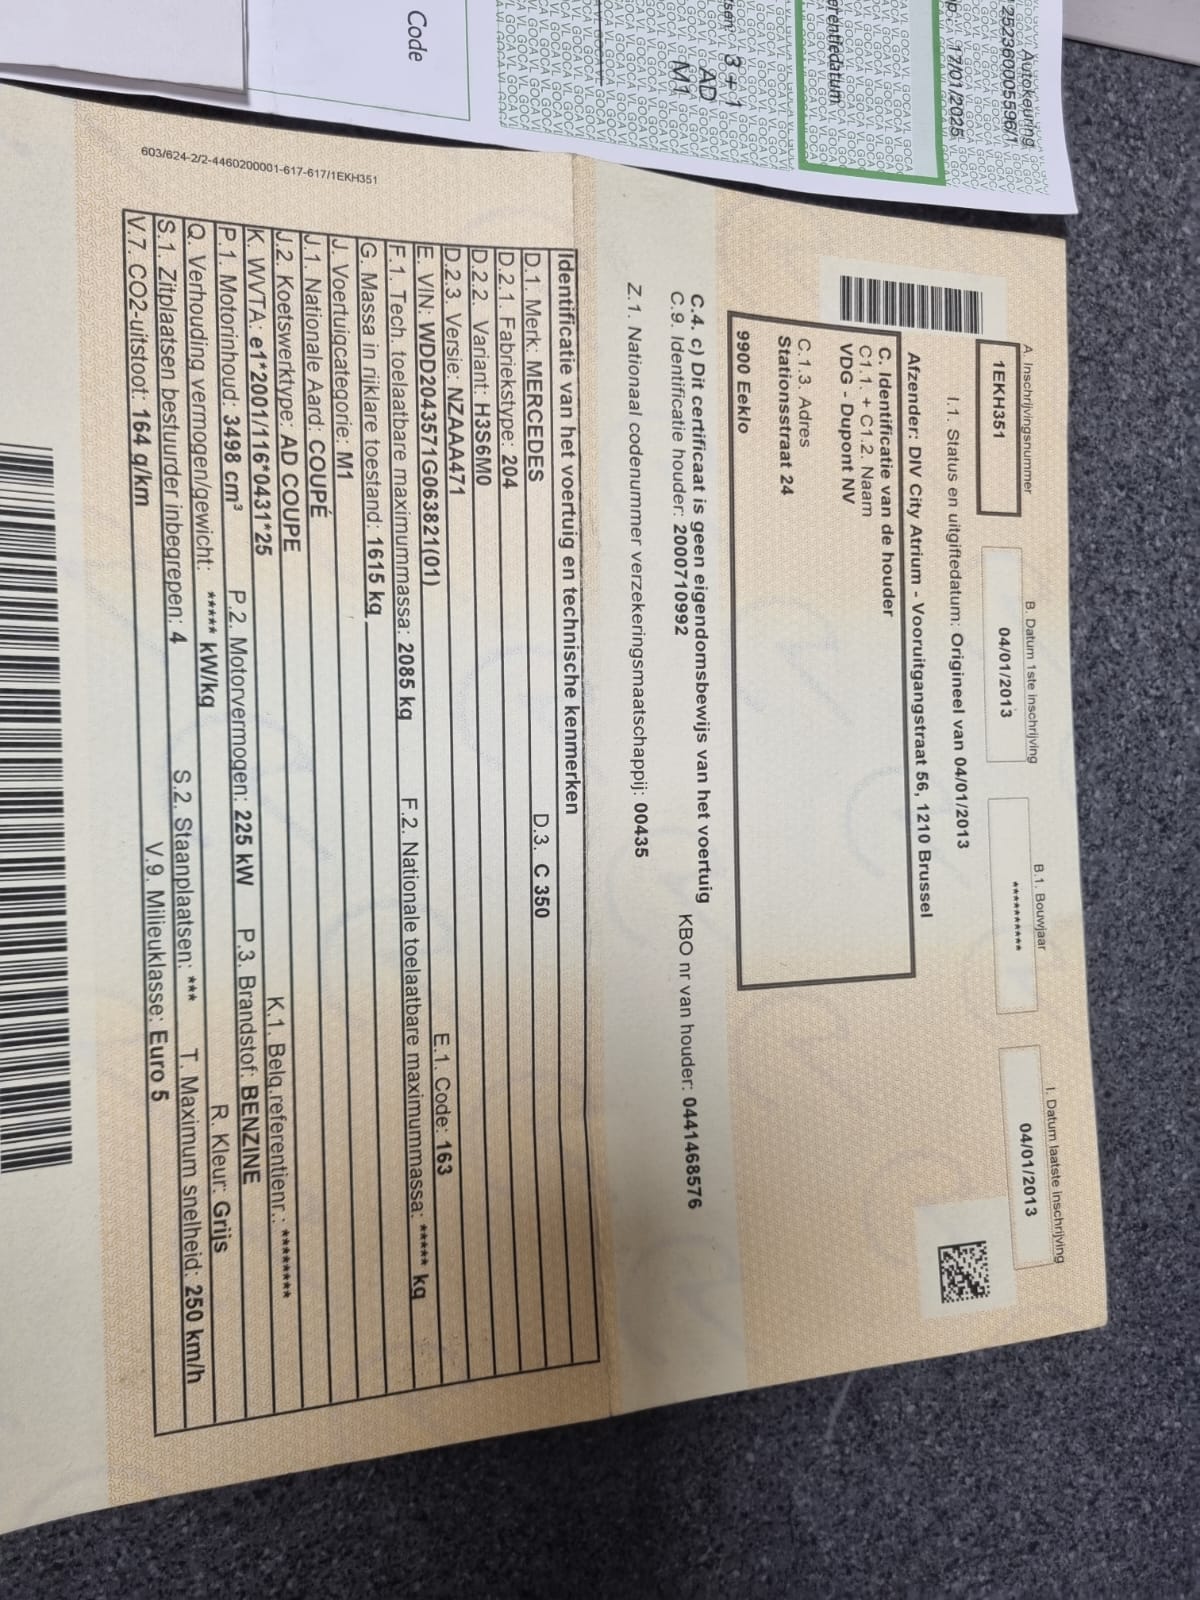 Autokeuring
252360005596/1
17/01/2025
erentiedatum
3 + 1
AD
M1
Code
603/624-2/2-4460200001-617-617/1EKH351
A. Inschrijvingsnummer
1EKH351
B. Datum 1ste inschrijving
04/01/2013
B.1. Bouwjaar
**********
I. Datum laatste inschrijving
04/01/2013
I.1. Status en uitgiftedatum: Origineel van 04/01/2013
Afzender: DIV City Atrium - Vooruitgangstraat 56, 1210 Brussel
C. Identificatie van de houder
C1.1. + C1.2. Naam
VDG - Dupont NV
C.1.3. Adres
Stationsstraat 24
9900 Eeklo
C.4. c) Dit certificaat is geen eigendomsbewijs van het voertuig
C.9. Identificatie houder: 2000710992 KBO nr van houder: 0441468576
Z.1. Nationaal codenummer verzekeringsmaatschappij: 00435
Identificatie van het voertuig en technische kenmerken
D.1. Merk: MERCEDES D.3. C 350
D.2.1. Fabriekstype: 204
D.2.2. Variant: H3S6M0
D.2.3. Versie: NZAAA471
E. VIN: WDD2043571G063821(01) E.1. Code: 163
F.1. Tech. toelaatbare maximummassa: 2085 kg F.2. Nationale toelaatbare maximummassa: ***** kg
G. Massa in rijklare toestand: 1615 kg
J. Voertuigcategorie: M1
J.1. Nationale Aard: COUPÉ
J.2. Koetswerktype: AD COUPE
K. WVTA: e1*2001/116*0431*25 K.1. Belg.referentienr.: ********
P.1. Motorinhoud: 3498 cm³ P.2. Motorvermogen: 225 kW P.3. Brandstof: BENZINE
Q. Verhouding vermogen/gewicht: ***** kW/kg R. Kleur: Grijs
S.1. Zitplaatsen bestuurder inbegrepen: 4 S.2. Staanplaatsen: *** T. Maximum snelheid: 250 km/h
V.7. CO2-uitstoot: 164 g/km V.9. Milieuklasse: Euro 5